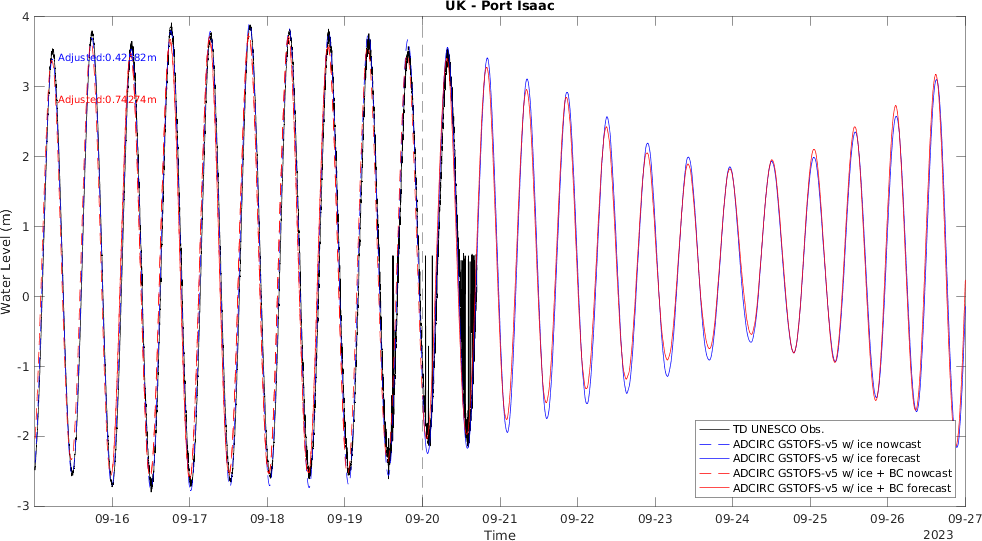 UK - Port Isaac
4
3
2
1
0
-1
-2
-3
Water Level (m)
Adjusted:0.42382m
Adjusted:0.74274m
TD UNESCO Obs.
ADCIRC GSTOFS-v5 w/ ice nowcast
ADCIRC GSTOFS-v5 w/ ice forecast
ADCIRC GSTOFS-v5 w/ ice + BC nowcast
ADCIRC GSTOFS-v5 w/ ice + BC forecast
09-16 09-17 09-18 09-19 09-20 09-21 09-22 09-23 09-24 09-25 09-26 09-27
Time 2023